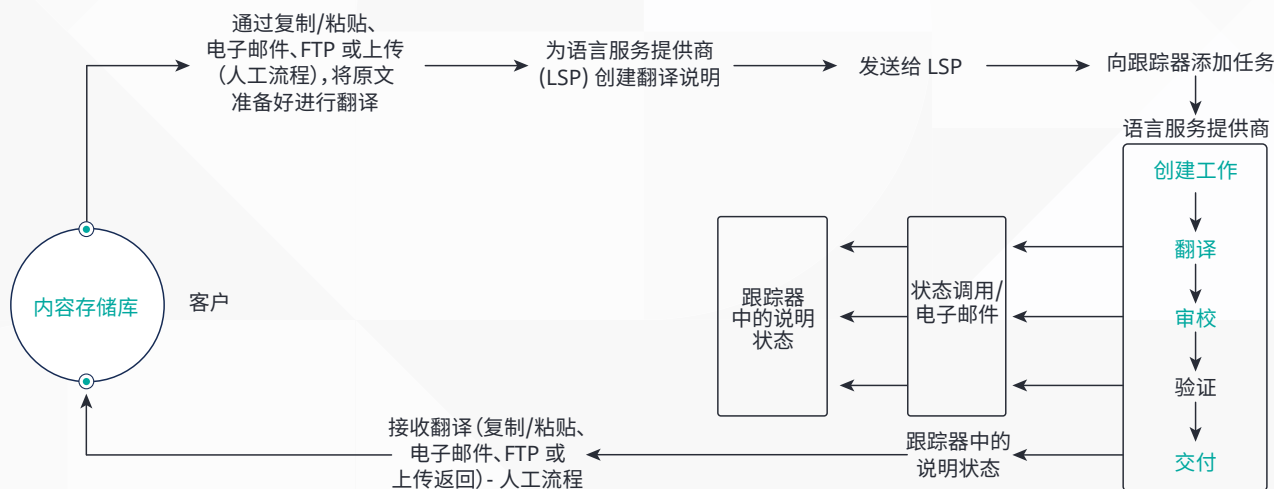 通过复制/粘贴、
电子邮件、FTP 或上传
（人工流程），将原文
准备好进行翻译
为语言服务提供商
(LSP) 创建翻译说明
发送给 LSP
向跟踪器添加任务
语言服务提供商
创建工作
翻译
审校
验证
交付
状态调用/
电子邮件
跟踪器
中的说明
状态
内容存储库
客户
跟踪器中的
说明状态
接收翻译（复制/粘贴、
电子邮件、FTP 或
上传返回）- 人工流程